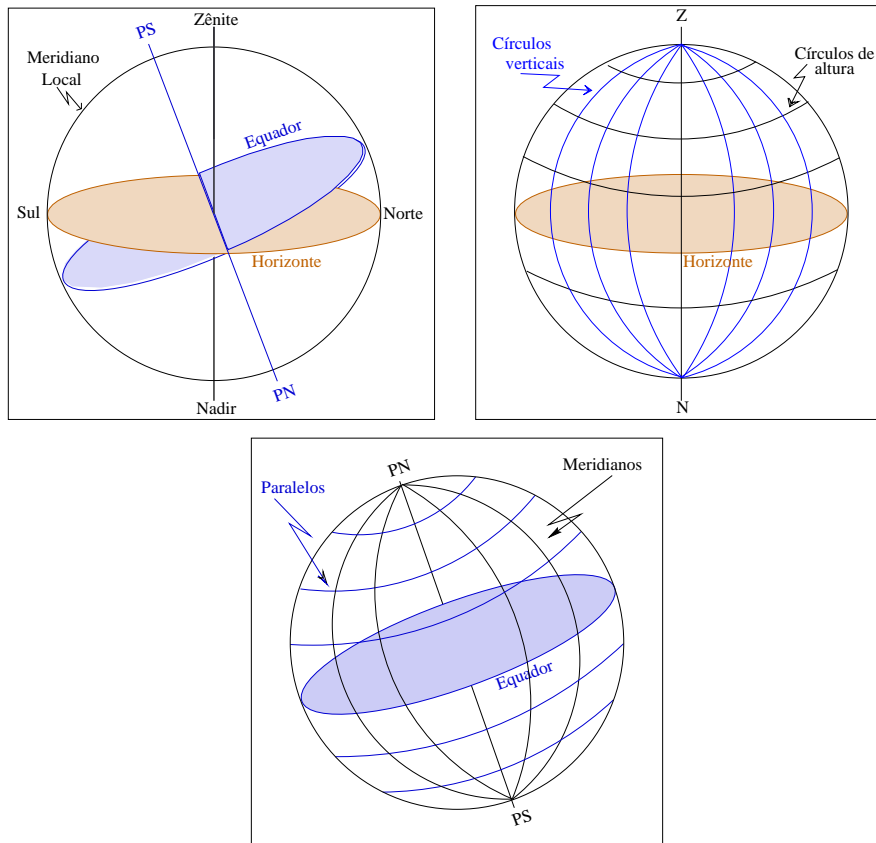 Zênite
PS
Meridiano
Local
Equador
Sul
Norte
Horizonte
PN
Nadir
Z
Círculos
verticais
Círculos de
altura
Horizonte
N
PN
Paralelos
Meridianos
Equador
PS